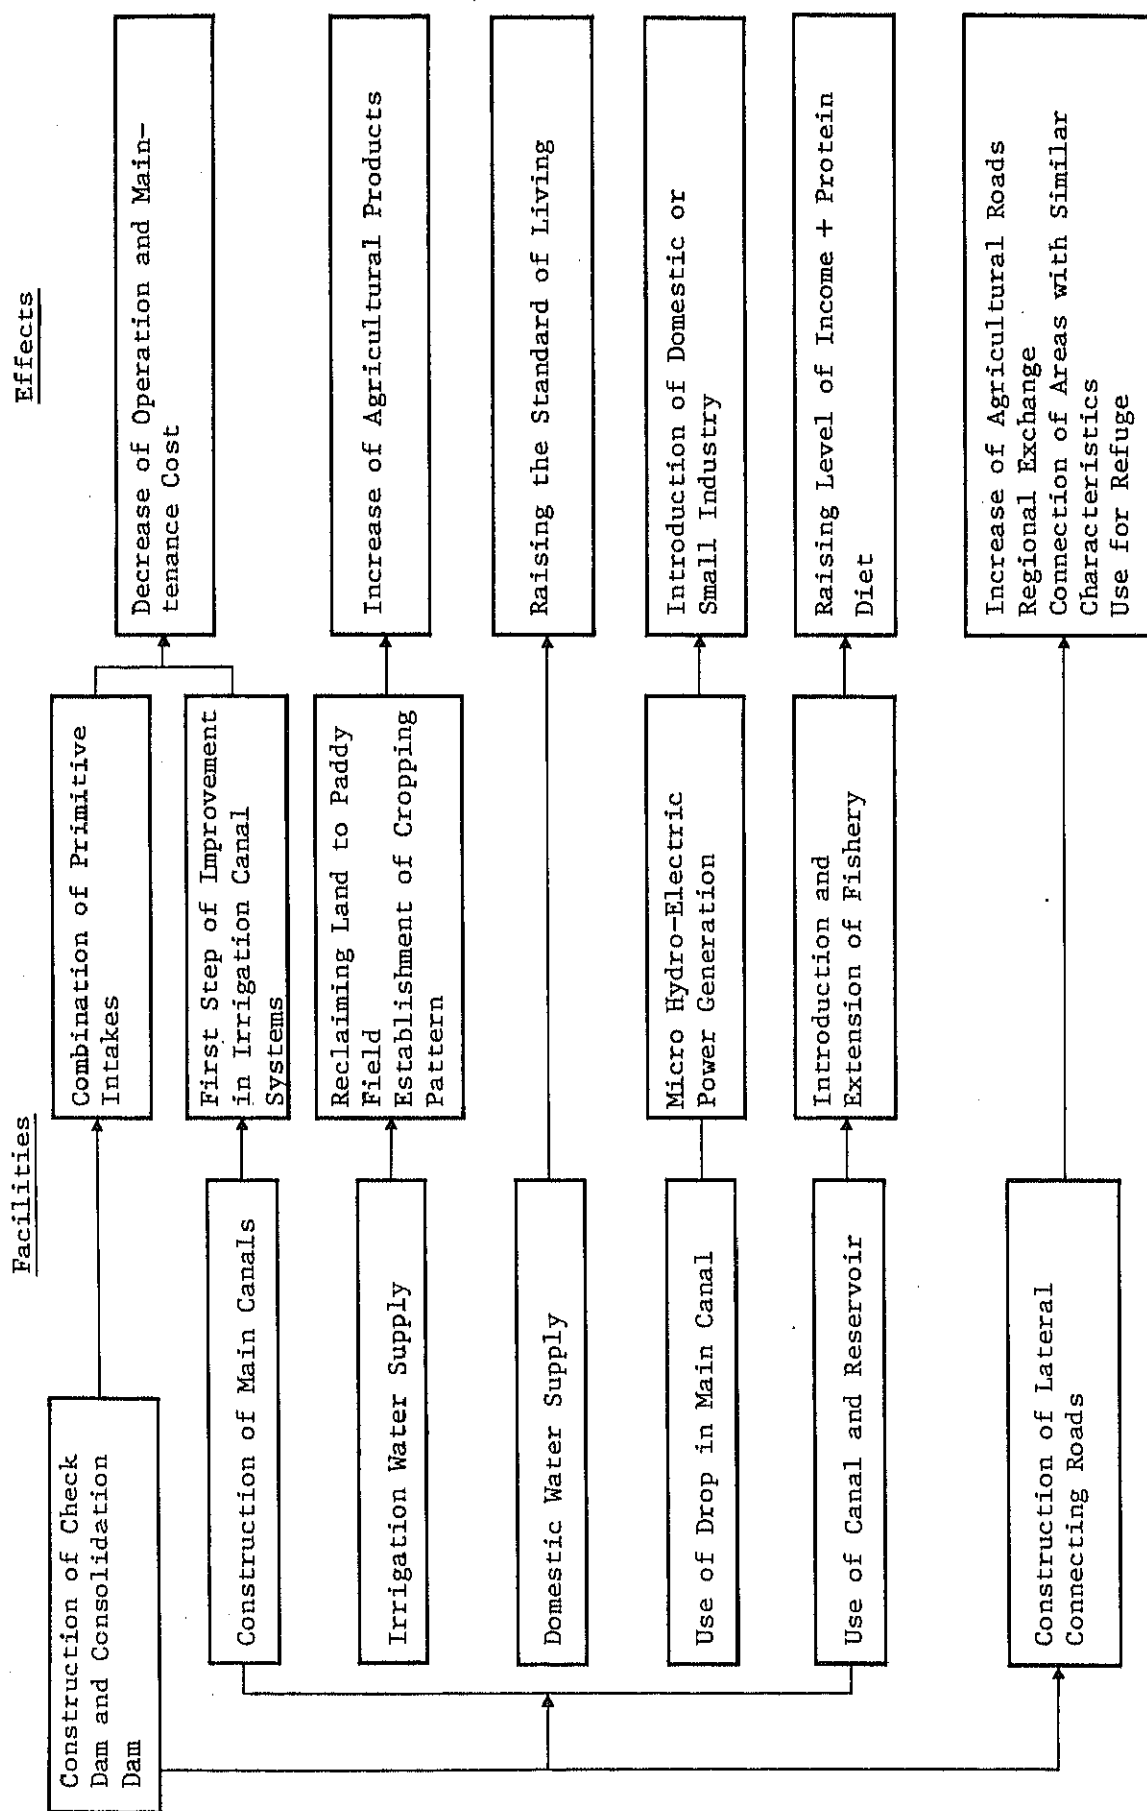 Facilities
Effects
Construction of Check
Dam and Consolidation
Dam
Combination of Primitive
Intakes
Decrease of Operation and Main-
tenance Cost
Construction of Main Canals
First Step of Improvement
in Irrigation Canal
Systems
Irrigation Water Supply
Reclaiming Land to Paddy
Field
Establishment of Cropping
Pattern
Increase of Agricultural Products
Domestic Water Supply
Raising the Standard of Living
Use of Drop in Main Canal
Micro Hydro-Electric
Power Generation
Introduction of Domestic or
Small Industry
Use of Canal and Reservoir
Introduction and
Extension of Fishery
Raising Level of Income + Protein
Diet
Construction of Lateral
Connecting Roads
Increase of Agricultural Roads
Regional Exchange
Connection of Areas with Similar
Characteristics
Use for Refuge